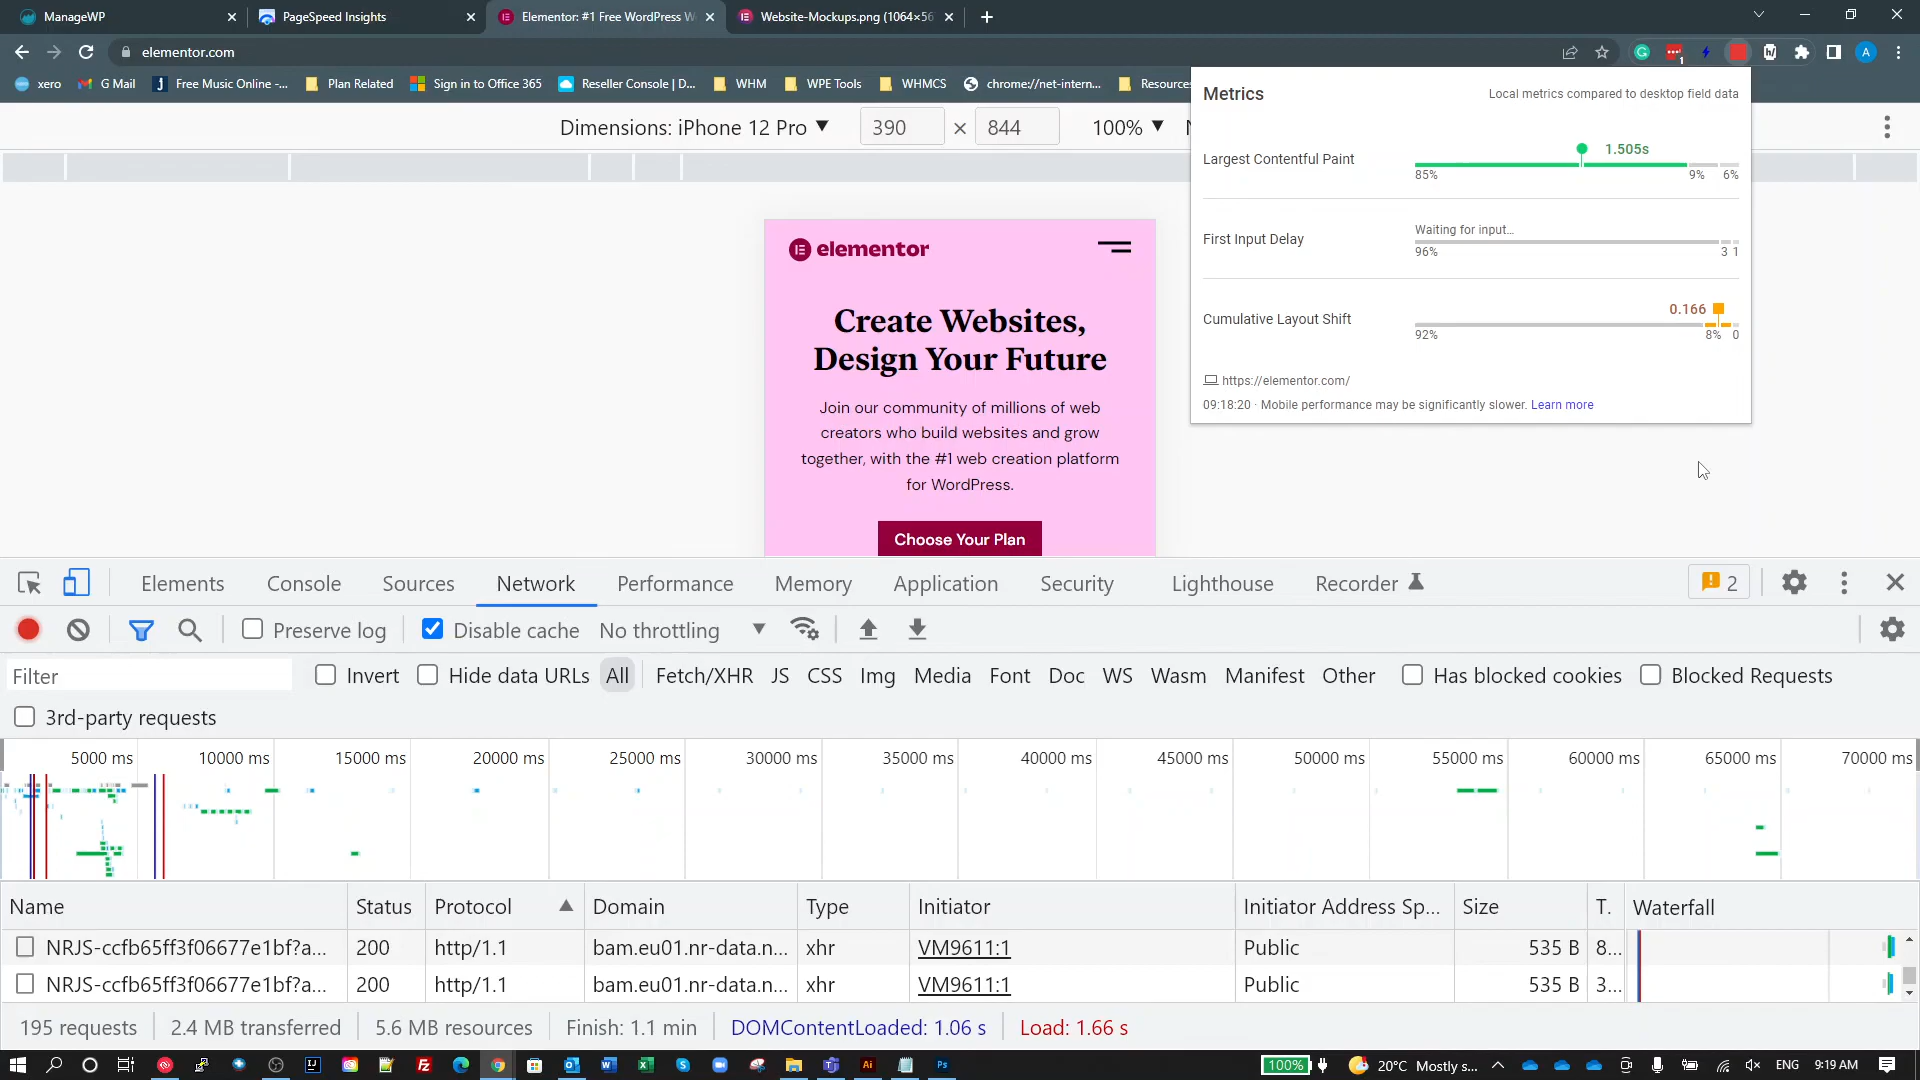 ManageWP
PageSpeed Insights
Elementor: #1 Free WordPress W
Website-Mockups.png (1064×56
elementor.com
xero
G Mail
Free Music Online -...
Plan Related
Sign in to Office 365
Reseller Console | D...
WHM
WPE Tools
WHMCS
chrome://net-intern...
Resources
Metrics
Local metrics compared to desktop field data
Dimensions: iPhone 12 Pro ▼
390 × 844
100% ▼
Largest Contentful Paint
1.505s
85% 9% 6%
First Input Delay
Waiting for input...
96% 3 1
Cumulative Layout Shift
0.166
92% 8% 0
https://elementor.com/
09:18:20 · Mobile performance may be significantly slower. Learn more
elementor
Create Websites,
Design Your Future
Join our community of millions of web
creators who build websites and grow
together, with the #1 web creation platform
for WordPress.
Choose Your Plan
Elements Console Sources Network Performance Memory Application Security Lighthouse Recorder 2
Preserve log Disable cache No throttling
Filter Invert Hide data URLs All Fetch/XHR JS CSS Img Media Font Doc WS Wasm Manifest Other Has blocked cookies Blocked Requests
3rd-party requests
5000 ms 10000 ms 15000 ms 20000 ms 25000 ms 30000 ms 35000 ms 40000 ms 45000 ms 50000 ms 55000 ms 60000 ms 65000 ms 70000 ms
Name Status Protocol Domain Type Initiator Initiator Address Sp... Size T. Waterfall
NRJS-ccfb65ff3f06677e1bf?a... 200 http/1.1 bam.eu01.nr-data.n... xhr VM9611:1 Public 535 B 8...
NRJS-ccfb65ff3f06677e1bf?a... 200 http/1.1 bam.eu01.nr-data.n... xhr VM9611:1 Public 535 B 3...
195 requests 2.4 MB transferred 5.6 MB resources Finish: 1.1 min DOMContentLoaded: 1.06 s Load: 1.66 s
100% 20°C Mostly s... ENG 9:19 AM